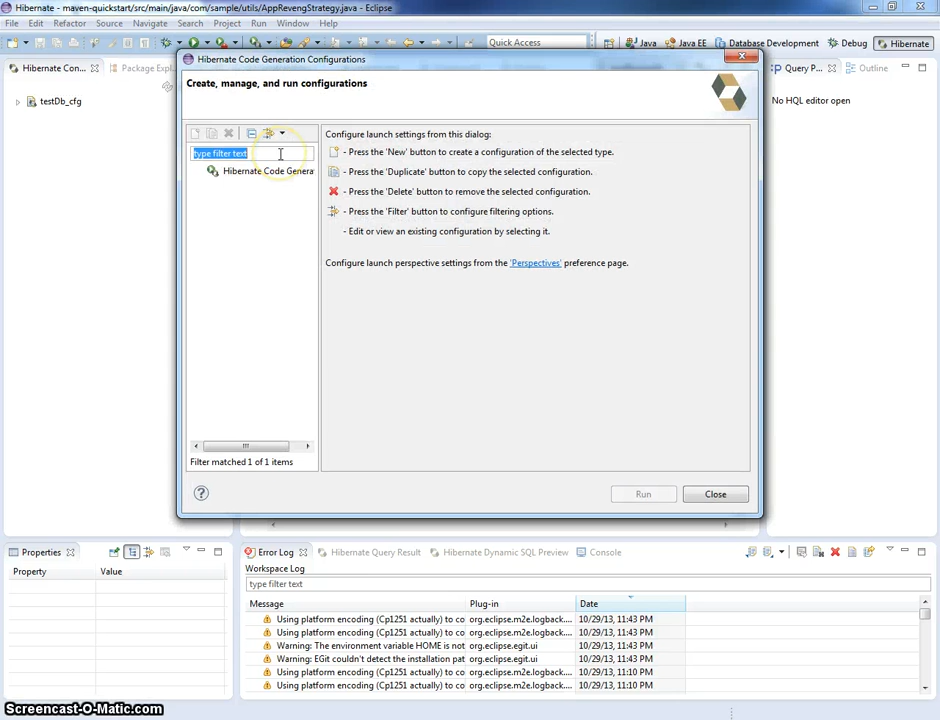 Hibernate - maven-quickstart/src/main/java/com/sample/utils/AppRevengStrategy.java - Eclipse
File Edit Refactor Source Navigate Search Project Run Window Help
Quick Access
Java
Java EE
Database Development
Debug
Hibernate
Hibernate Con...
Package Expl
Query P...
Outline
testDb_cfg
No HQL editor open
Hibernate Code Generation Configurations
Create, manage, and run configurations
type filter text
Hibernate Code Genera
Filter matched 1 of 1 items
Configure launch settings from this dialog:
- Press the 'New' button to create a configuration of the selected type.
- Press the 'Duplicate' button to copy the selected configuration.
- Press the 'Delete' button to remove the selected configuration.
- Press the 'Filter' button to configure filtering options.
- Edit or view an existing configuration by selecting it.
Configure launch perspective settings from the 'Perspectives' preference page.
Run
Close
Properties
Property Value
Error Log
Hibernate Query Result
Hibernate Dynamic SQL Preview
Console
Workspace Log
type filter text
Message Plug-in Date
Using platform encoding (Cp1251 actually) to co org.eclipse.m2e.logback.... 10/29/13, 11:43 PM
Using platform encoding (Cp1251 actually) to co org.eclipse.m2e.logback.... 10/29/13, 11:43 PM
Warning: The environment variable HOME is not org.eclipse.egit.ui 10/29/13, 11:43 PM
Warning: EGit couldn't detect the installation pat org.eclipse.egit.ui 10/29/13, 11:43 PM
Using platform encoding (Cp1251 actually) to co org.eclipse.m2e.logback.... 10/29/13, 11:10 PM
Using platform encoding (Cp1251 actually) to co org.eclipse.m2e.logback.... 10/29/13, 11:10 PM
Screencast-O-Matic.com